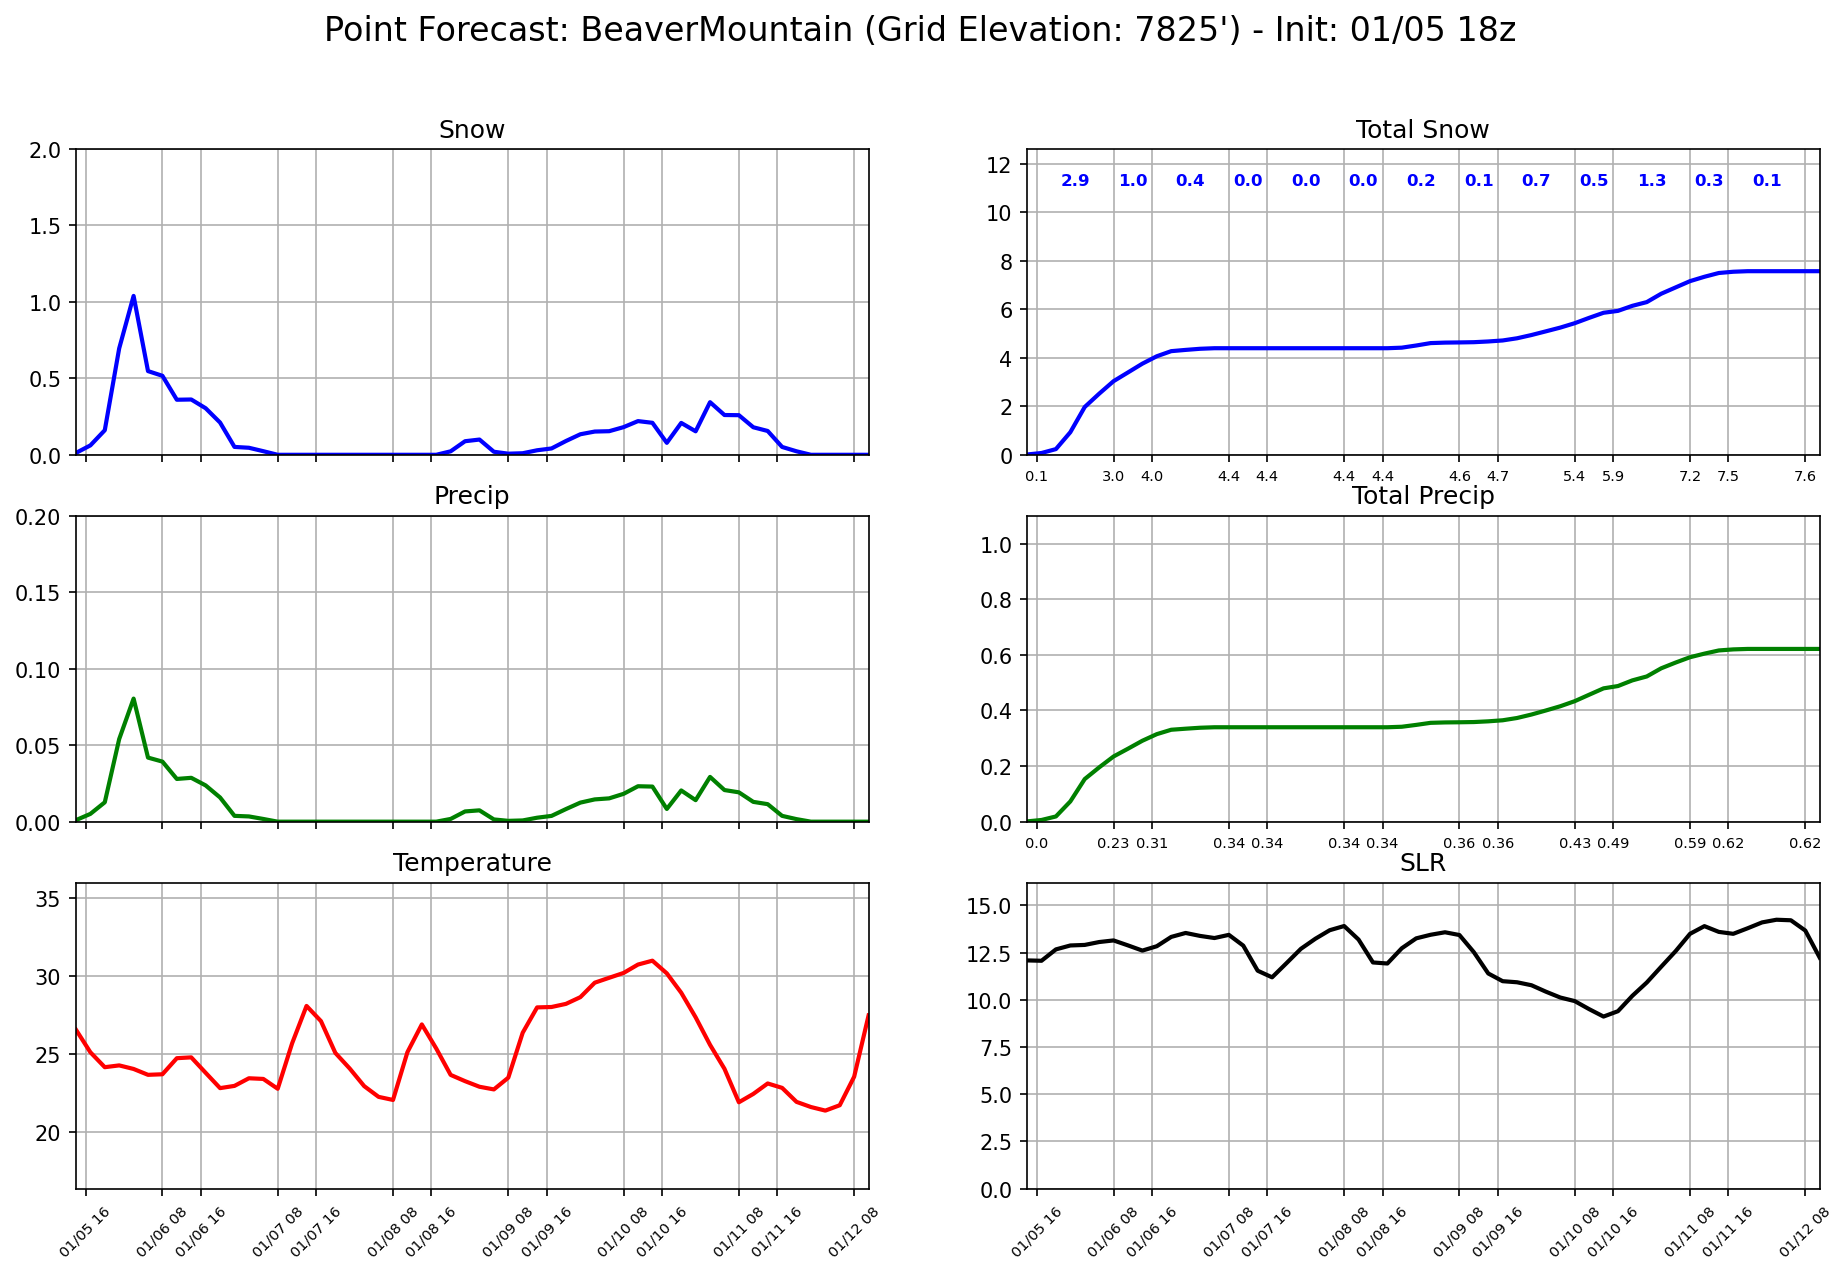 Point Forecast: BeaverMountain (Grid Elevation: 7825') - Init: 01/05 18z
Snow
2.0
1.5
1.0
0.5
0.0
Total Snow
12
10
8
6
4
2
0
2.9 1.0 0.4 0.0 0.0 0.0 0.2 0.1 0.7 0.5 1.3 0.3 0.1
0.1 3.0 4.0 4.4 4.4 4.4 4.4 4.6 4.7 5.4 5.9 7.2 7.5 7.6
Precip
0.20
0.15
0.10
0.05
0.00
Total Precip
1.0
0.8
0.6
0.4
0.2
0.0
0.0 0.23 0.31 0.34 0.34 0.34 0.34 0.36 0.36 0.43 0.49 0.59 0.62 0.62
Temperature
35
30
25
20
01/05 16 01/06 08 01/06 16 01/07 08 01/07 16 01/08 08 01/08 16 01/09 08 01/09 16 01/10 08 01/10 16 01/11 08 01/11 16 01/12 08
SLR
15.0
12.5
10.0
7.5
5.0
2.5
0.0
01/05 16 01/06 08 01/06 16 01/07 08 01/07 16 01/08 08 01/08 16 01/09 08 01/09 16 01/10 08 01/10 16 01/11 08 01/11 16 01/12 08